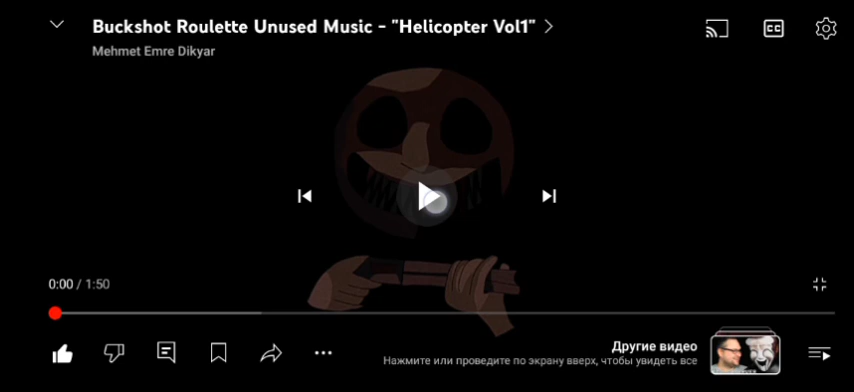 Buckshot Roulette Unused Music - "Helicopter Vol1"
Mehmet Emre Dikyar
CC
0:00 / 1:50
Другие видео
Нажмите или проведите по экрану вверх, чтобы увидеть все